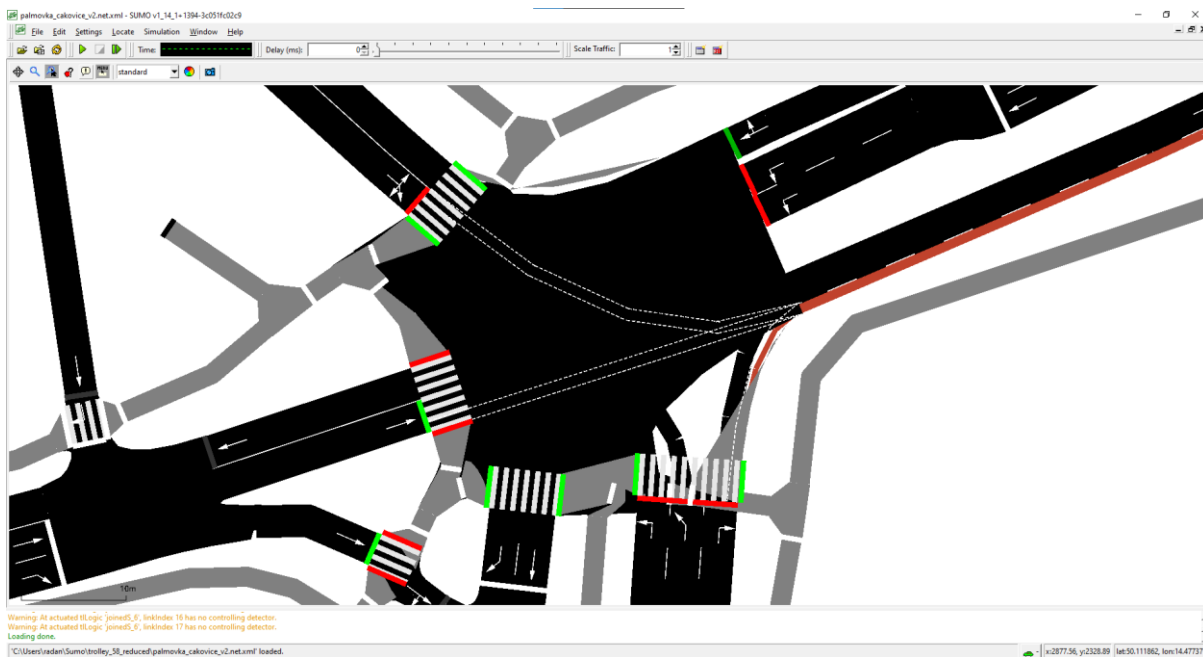 palmovka_cakovice_v2.net.xml - SUMO v1_14_1+1394-3c051fc02c9
File Edit Settings Locate Simulation Window Help
Time: Delay (ms): 0 Scale Traffic: 1
standard
10m
Warning: At actuated tlLogic 'joinedS_6', linkIndex 16 has no controlling detector.
Warning: At actuated tlLogic 'joinedS_6', linkIndex 17 has no controlling detector.
Loading done.
'C:\Users\radan\Sumo\trolley_58_reduced\palmovka_cakovice_v2.net.xml' loaded. x:2877.56, y:2328.89 lat:50.111862, lon:14.47737